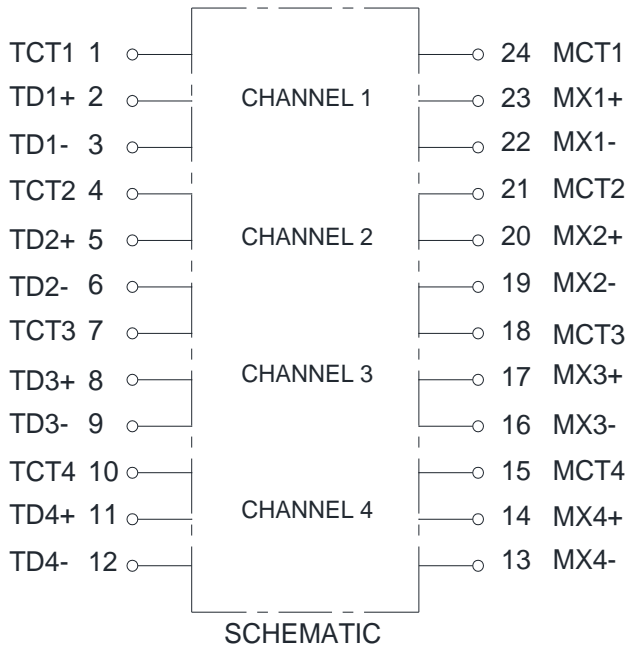 TCT1 1 24 MCT1
TD1+ 2 CHANNEL 1 23 MX1+
TD1- 3 22 MX1-
TCT2 4 21 MCT2
TD2+ 5 CHANNEL 2 20 MX2+
TD2- 6 19 MX2-
TCT3 7 18 MCT3
TD3+ 8 CHANNEL 3 17 MX3+
TD3- 9 16 MX3-
TCT4 10 15 MCT4
TD4+ 11 CHANNEL 4 14 MX4+
TD4- 12 13 MX4-
SCHEMATIC